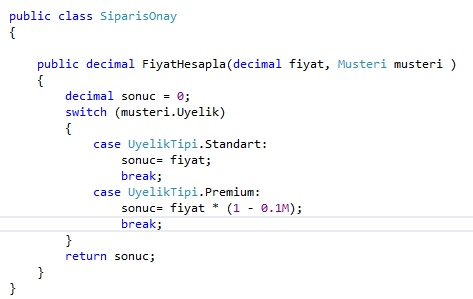 public class SiparisOnay
{
public decimal FiyatHesapla(decimal fiyat, Musteri musteri )
{
decimal sonuc = 0;
switch (musteri.Uyelik)
{
case UyelikTipi.Standart:
sonuc= fiyat;
break;
case UyelikTipi.Premium:
sonuc= fiyat * (1 - 0.1M);
break;
}
return sonuc;
}
}